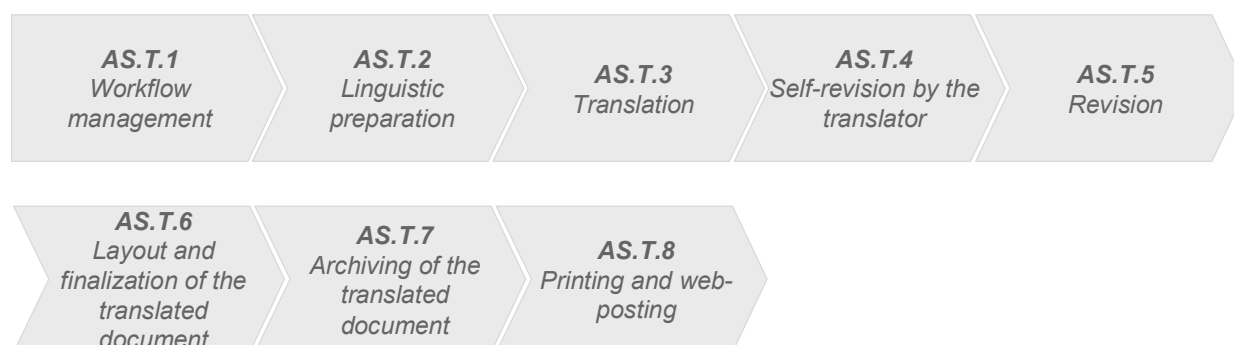 AS.T.1
Workflow
management
AS.T.2
Linguistic
preparation
AS.T.3
Translation
AS.T.4
Self-revision by the
translator
AS.T.5
Revision
AS.T.6
Layout and
finalization of the
translated
document
AS.T.7
Archiving of the
translated
document
AS.T.8
Printing and web-
posting